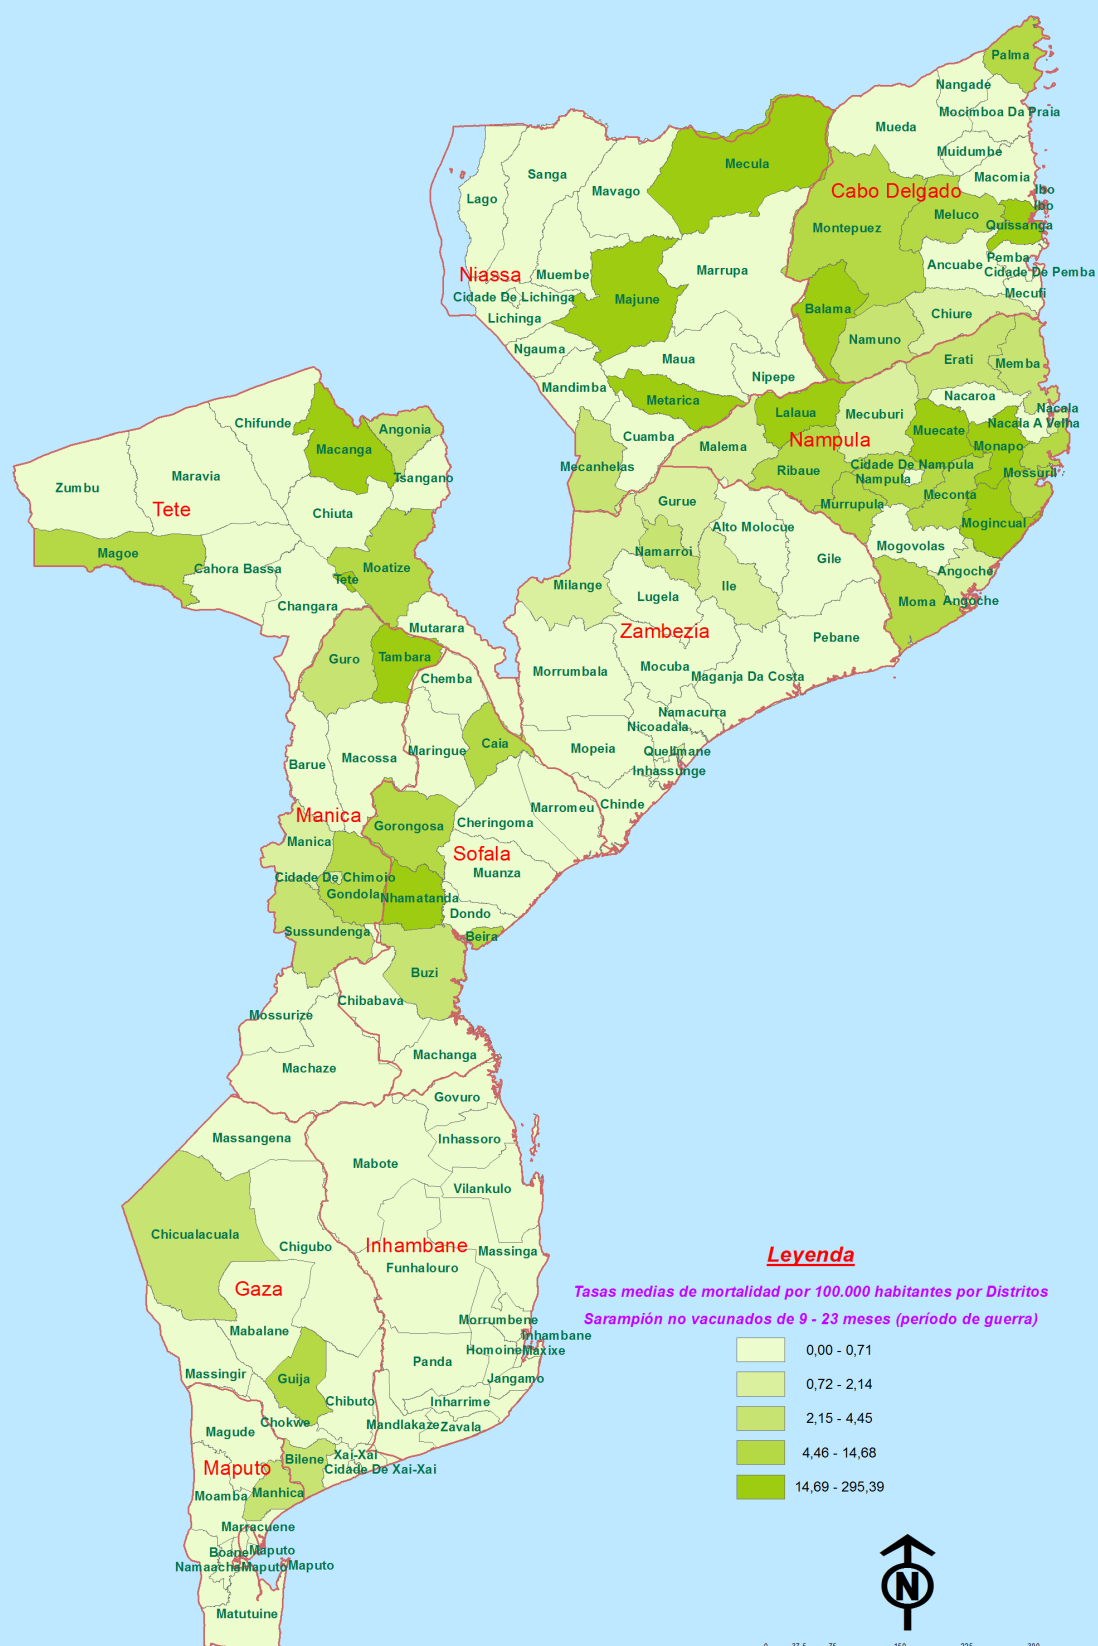 Palma
Nangade
Mocimboa Da Praia
Mueda
Muidumbe
Mecula
Macomia
Sanga
Mavago
Cabo Delgado
Ibo
Lago
Ibo
Meluco
Quissanga
Montepuez
Pemba
Ancuabe
Marrupa
Cidade De Pemba
Niassa
Muembe
Mecufi
Cidade De Lichinga
Majune
Balama
Chiure
Lichinga
Namuno
Ngauma
Maua
Erati
Memba
Nipepe
Mandimba
Nacaroa
Metarica
Lalaua
Mecuburi
Nacala
Chifunde
Nacala A Velha
Angonia
Cuamba
Nampula
Muecate
Macanga
Malema
Monapo
Mecanhelas
Cidade De Nampula
Maravia
Tsangano
Ribaue
Nampula
Mossuril
Zumbu
Meconta
Tete
Chiuta
Gurue
Murrupula
Mogincual
Alto Molocue
Magoe
Namarroi
Gile
Mogovolas
Cahora Bassa
Moatize
Angoche
Tete
Milange
Ile
Lugela
Moma
Angoche
Changara
Mutarara
Zambezia
Pebane
Guro
Tambara
Mocuba
Chemba
Morrumbala
Maganja Da Costa
Namacurra
Nicoadala
Caia
Maringue
Mopeia
Quelimane
Barue
Macossa
Inhassunge
Chinde
Marromeu
Manica
Gorongosa
Cheringoma
Manica
Sofala
Muanza
Cidade De Chimoio
Gondola
Nhamatanda
Dondo
Sussundenga
Beira
Buzi
Chibabava
Mossurize
Machanga
Machaze
Govuro
Massangena
Inhassoro
Mabote
Vilankulo
Chicualacuala
Chigubo
Inhambane
Massinga
Funhalouro
Gaza
Mabalane
Morrumbene
Inhambane
Homoine
Maxixe
Panda
Massingir
Guija
Jangamo
Chibuto
Inharrime
Chokwe
Mandlakaze
Zavala
Magude
Xai-Xai
Bilene
Maputo
Cidade De Xai-Xai
Moamba
Manhica
Marracuene
Boane
Maputo
Namaacha
Maputo
Maputo
Matutuine
Leyenda
Tasas medias de mortalidad por 100.000 habitantes por Distritos
Sarampión no vacunados de 9 - 23 meses (período de guerra)
0,00 - 0,71
0,72 - 2,14
2,15 - 4,45
4,46 - 14,68
14,69 - 295,39
N